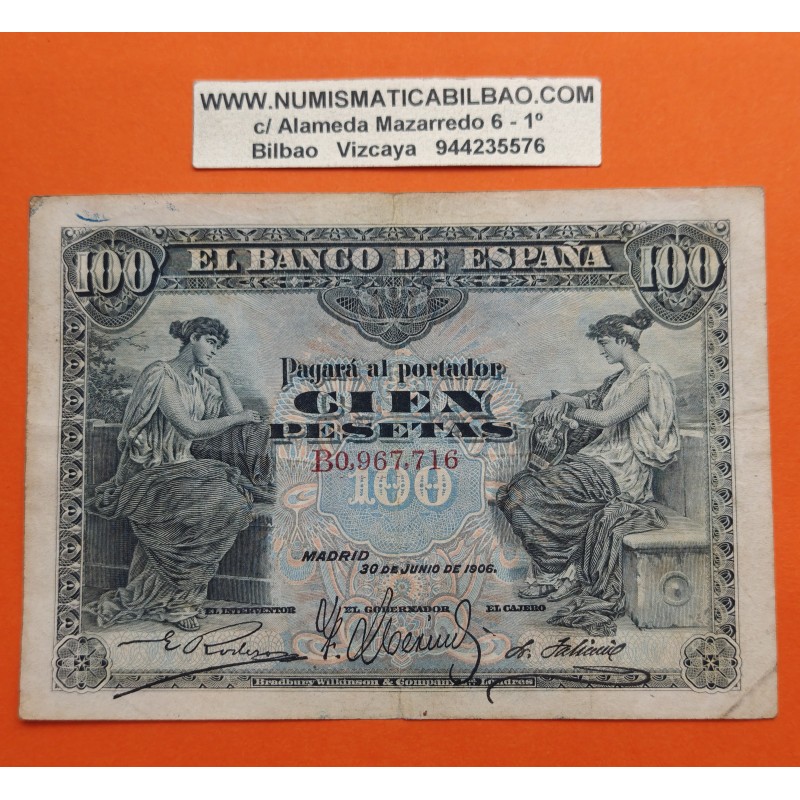 WWW.NUMISMATICABILBAO.COM
c/ Alameda Mazarredo 6 - 1º
Bilbao Vizcaya 944235576
100 EL BANCO DE ESPAÑA 100
Pagará al portador
CIEN
PESETAS
B0,967,716
100
MADRID
30 DE JUNIO DE 1906.
EL INTERVENTOR EL GOBERNADOR EL CAJERO
Bradbury Wilkinson & Company Londres